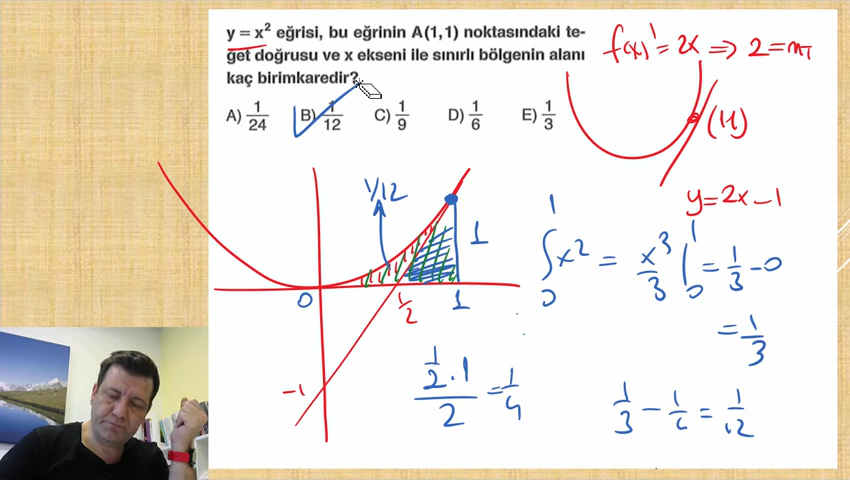 y = x² eğrisi, bu eğrinin A(1,1) noktasındaki te-
ğet doğrusu ve x ekseni ile sınırlı bölgenin alanı
kaç birimkaredir?
A) 1/24 B) 1/12 C) 1/9 D) 1/6 E) 1/3
f(x)' = 2x ⇒ 2 = mT
(1,1)
y = 2x - 1
1/12
1
0 1/2 1
-1
∫₀¹ x² = x³/3 |₀¹ = 1/3 - 0
= 1/3
(1/2 · 1)/2 = 1/4
1/3 - 1/4 = 1/12